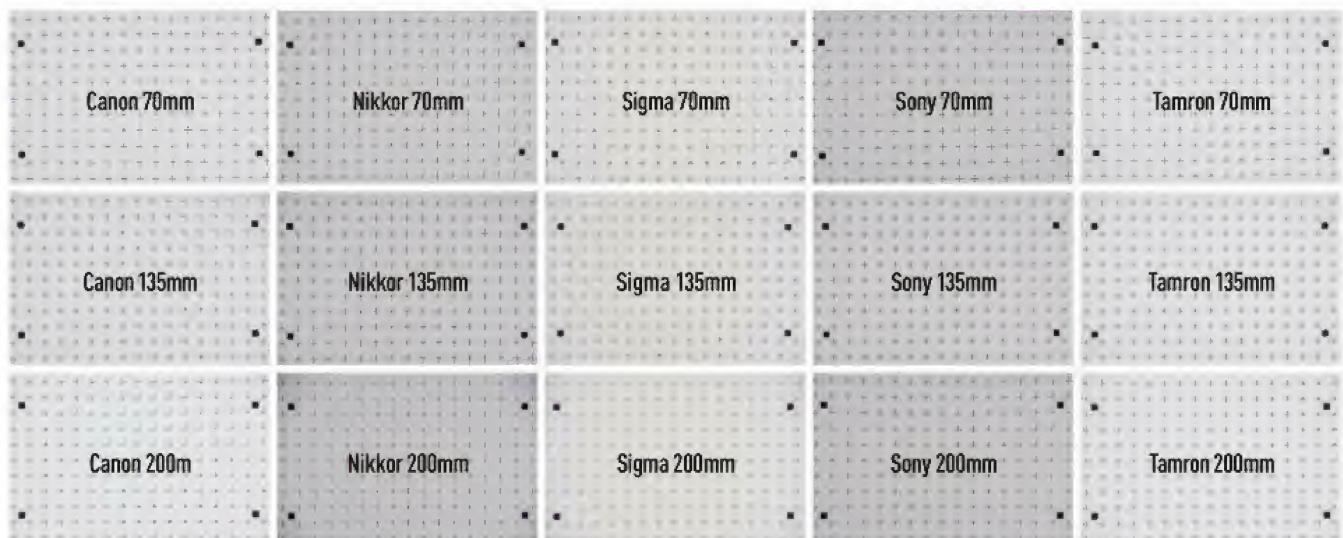 Canon 70mm
Nikkor 70mm
Sigma 70mm
Sony 70mm
Tamron 70mm
Canon 135mm
Nikkor 135mm
Sigma 135mm
Sony 135mm
Tamron 135mm
Canon 200m
Nikkor 200mm
Sigma 200mm
Sony 200mm
Tamron 200mm